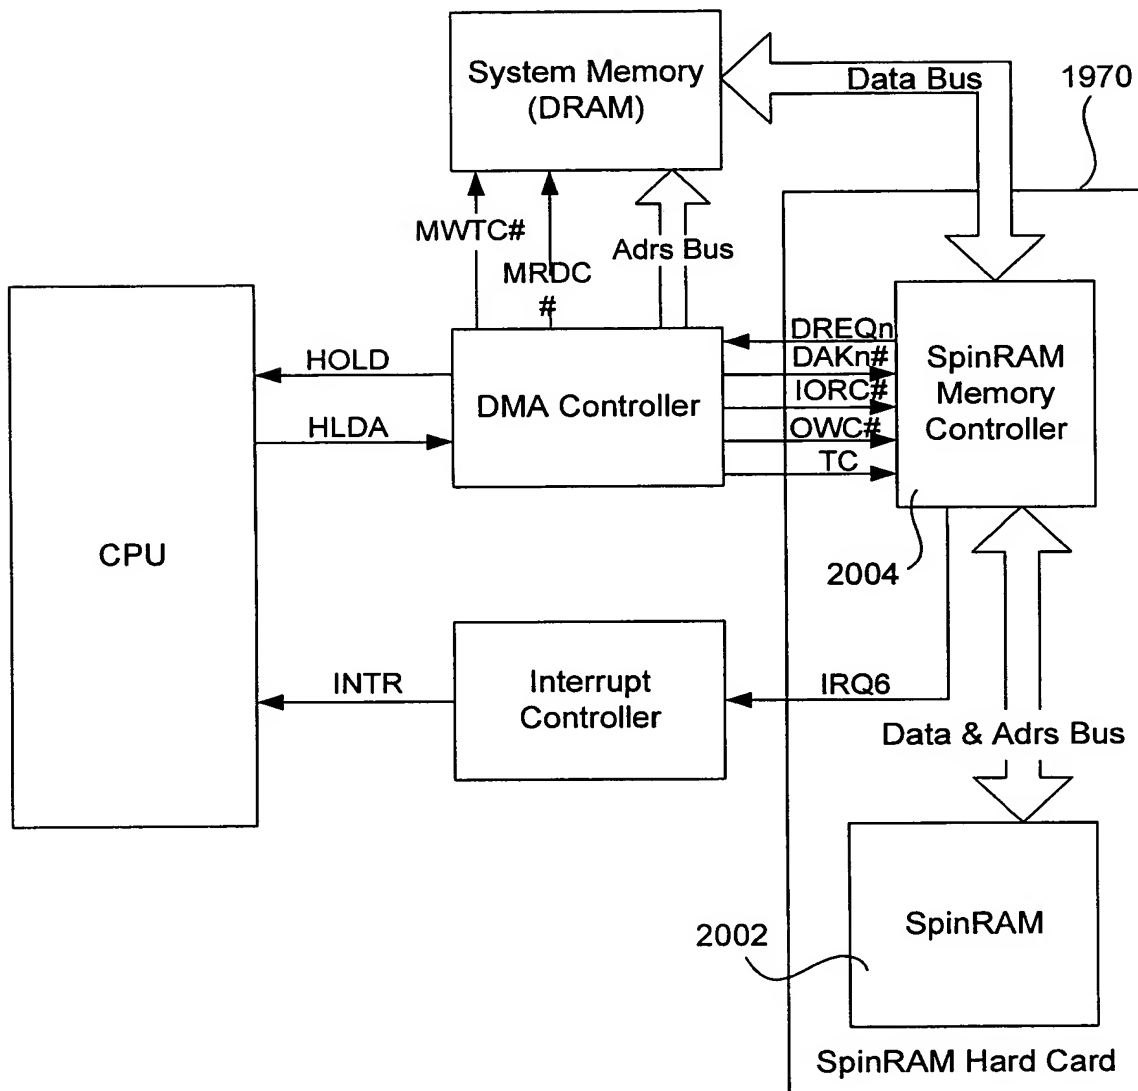 System Memory
(DRAM)
Data Bus
1970
MWTC#
MRDC
#
Adrs Bus
HOLD
HLDA
DMA Controller
DREQn
DAKn#
IORC#
OWC#
TC
SpinRAM
Memory
Controller
CPU
2004
INTR
Interrupt
Controller
IRQ6
Data & Adrs Bus
2002
SpinRAM
SpinRAM Hard Card